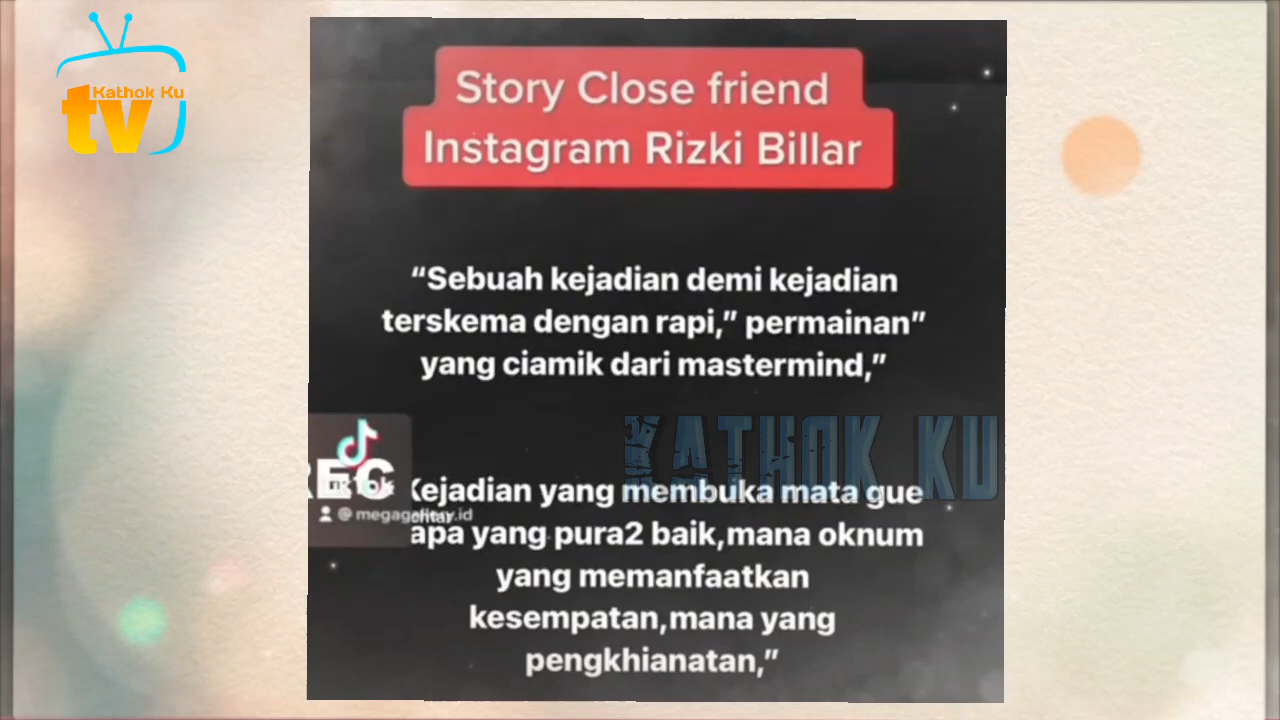 Kathok Ku
tv
Story Close friend
Instagram Rizki Billar
“Sebuah kejadian demi kejadian
terskema dengan rapi,” permainan”
yang ciamik dari mastermind,”
KATHOK KU
Kejadian yang membuka mata gue
apa yang pura2 baik,mana oknum
yang memanfaatkan
kesempatan,mana yang
pengkhianatan,”